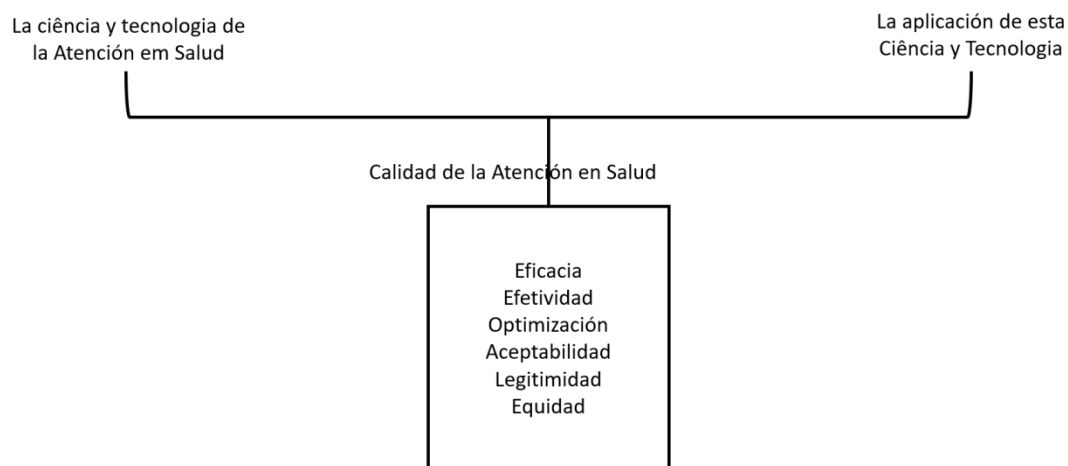 La ciência y tecnologia de
la Atención em Salud
La aplicación de esta
Ciência y Tecnologia
Calidad de la Atención en Salud
Eficacia
Efetividad
Optimización
Aceptabilidad
Legitimidad
Equidad